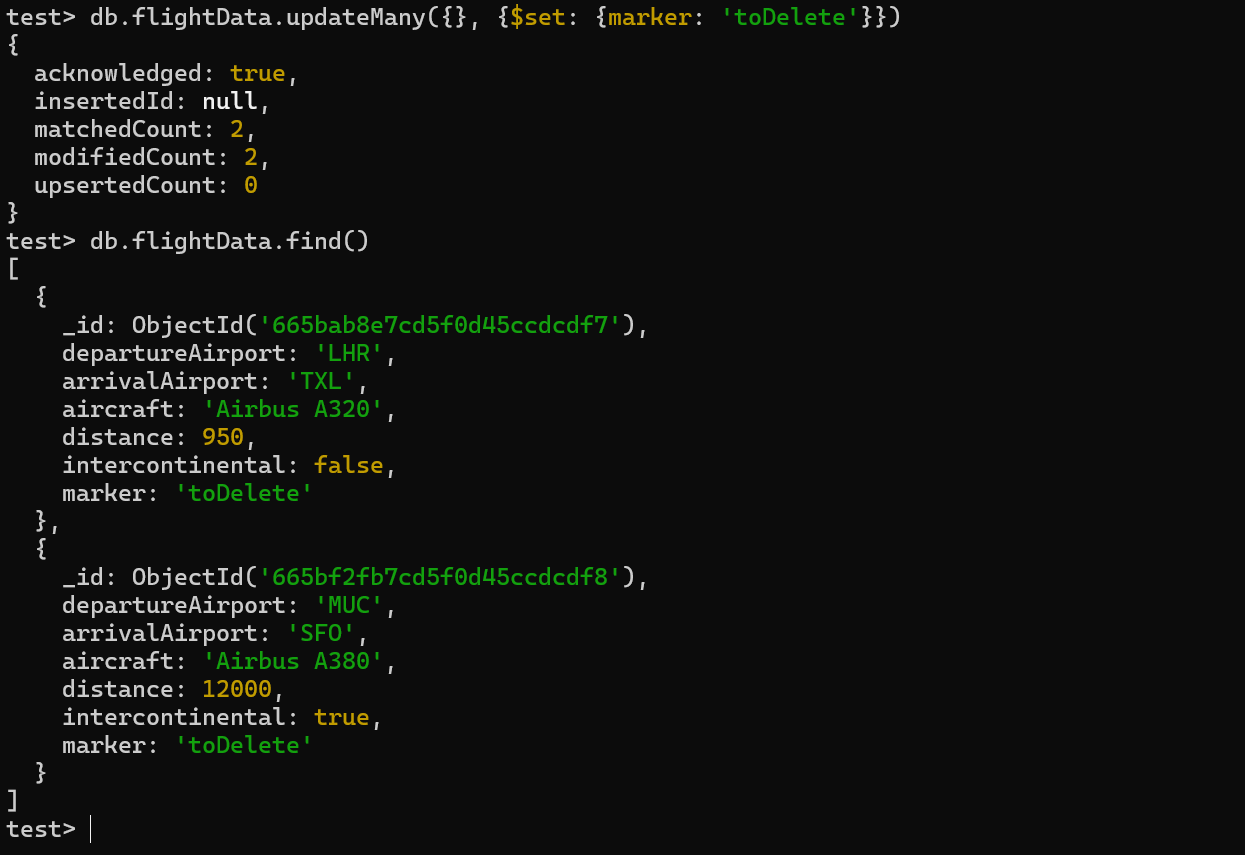 test> db.flightData.updateMany({}, {$set: {marker: 'toDelete'}})
{
  acknowledged: true,
  insertedId: null,
  matchedCount: 2,
  modifiedCount: 2,
  upsertedCount: 0
}
test> db.flightData.find()
[
  {
    _id: ObjectId('665bab8e7cd5f0d45ccdcdf7'),
    departureAirport: 'LHR',
    arrivalAirport: 'TXL',
    aircraft: 'Airbus A320',
    distance: 950,
    intercontinental: false,
    marker: 'toDelete'
  },
  {
    _id: ObjectId('665bf2fb7cd5f0d45ccdcdf8'),
    departureAirport: 'MUC',
    arrivalAirport: 'SFO',
    aircraft: 'Airbus A380',
    distance: 12000,
    intercontinental: true,
    marker: 'toDelete'
  }
]
test>